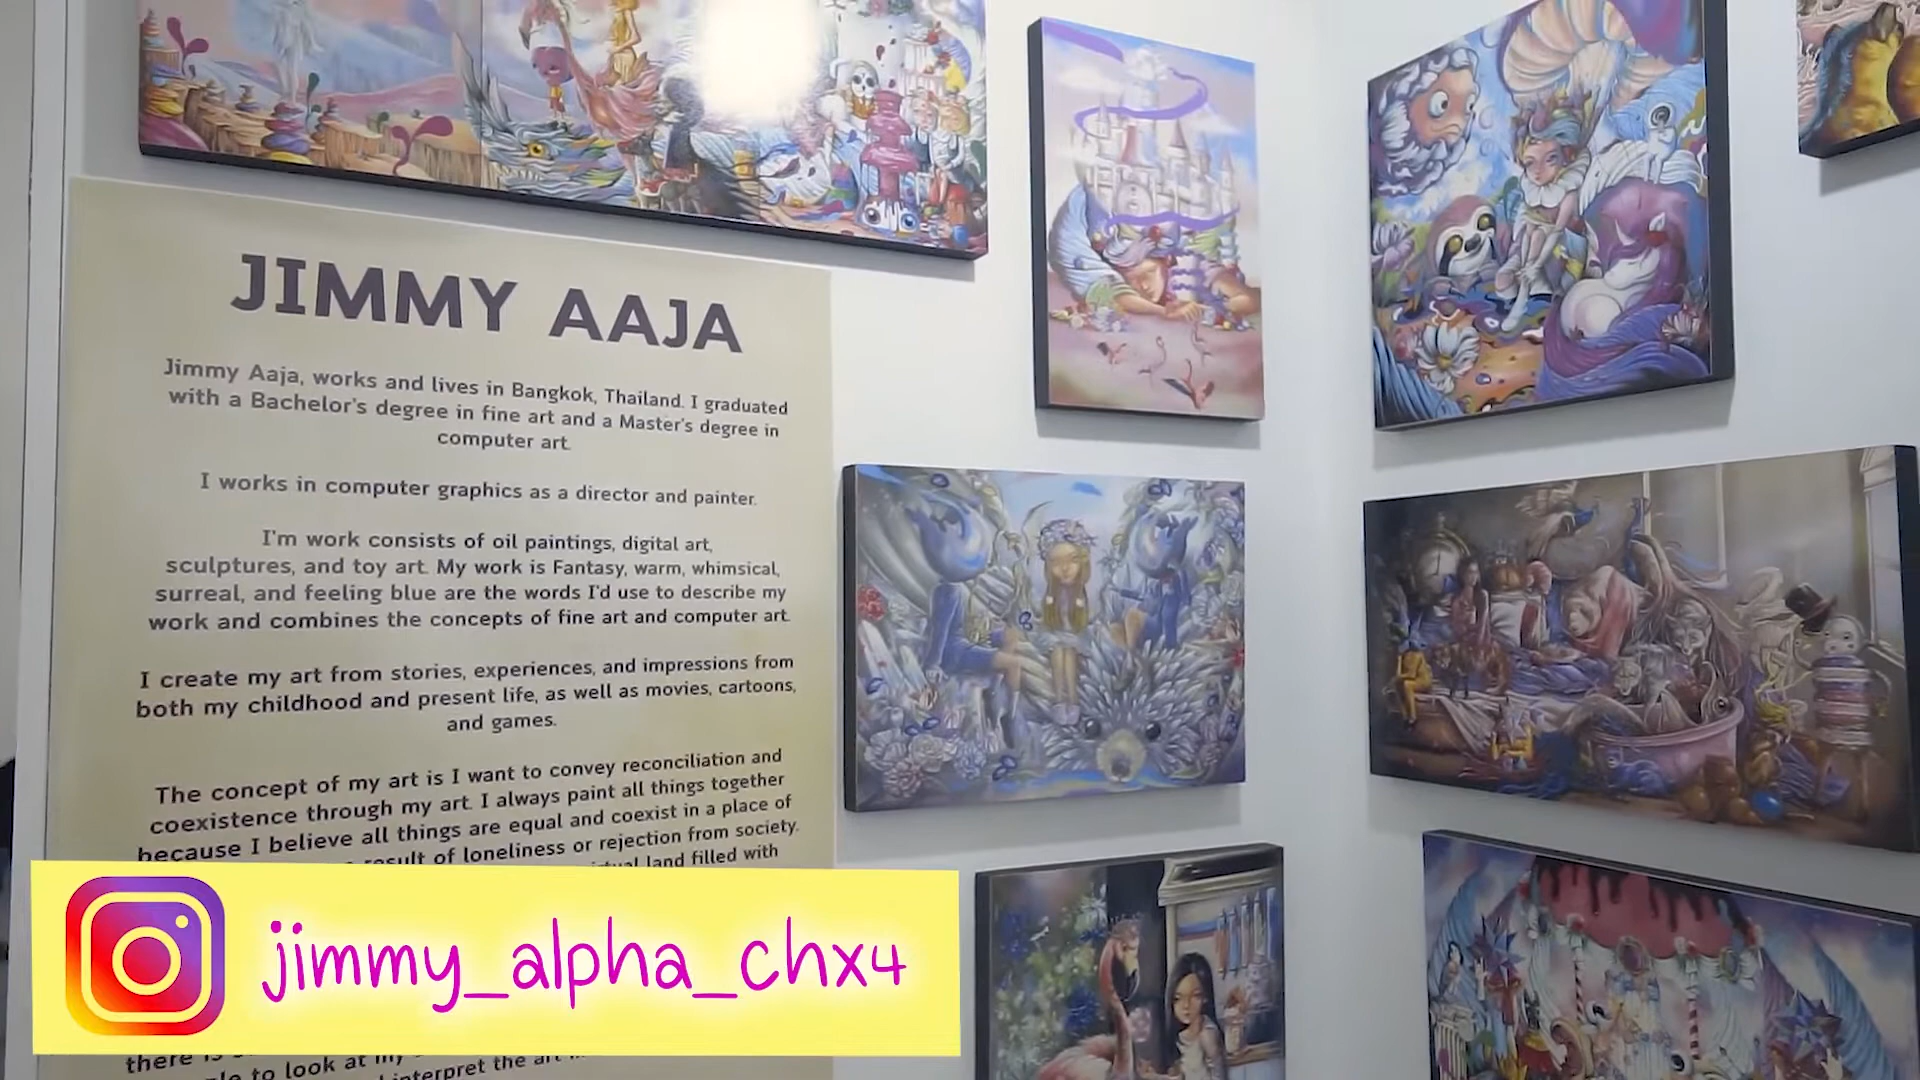 JIMMY AAJA
Jimmy Aaja, works and lives in Bangkok, Thailand. I graduated
with a Bachelor's degree in fine art and a Master's degree in
computer art.
I works in computer graphics as a director and painter.
I'm work consists of oil paintings, digital art,
sculptures, and toy art. My work is Fantasy, warm, whimsical,
surreal, and feeling blue are the words I'd use to describe my
work and combines the concepts of fine art and computer art.
I create my art from stories, experiences, and impressions from
both my childhood and present life, as well as movies, cartoons,
and games.
The concept of my art is I want to convey reconciliation and
coexistence through my art. I always paint all things together
because I believe all things are equal and coexist in a place of
result of loneliness or rejection from society.
land filled with
jimmy_alpha_chx4
there is
to look at my
interpret the art